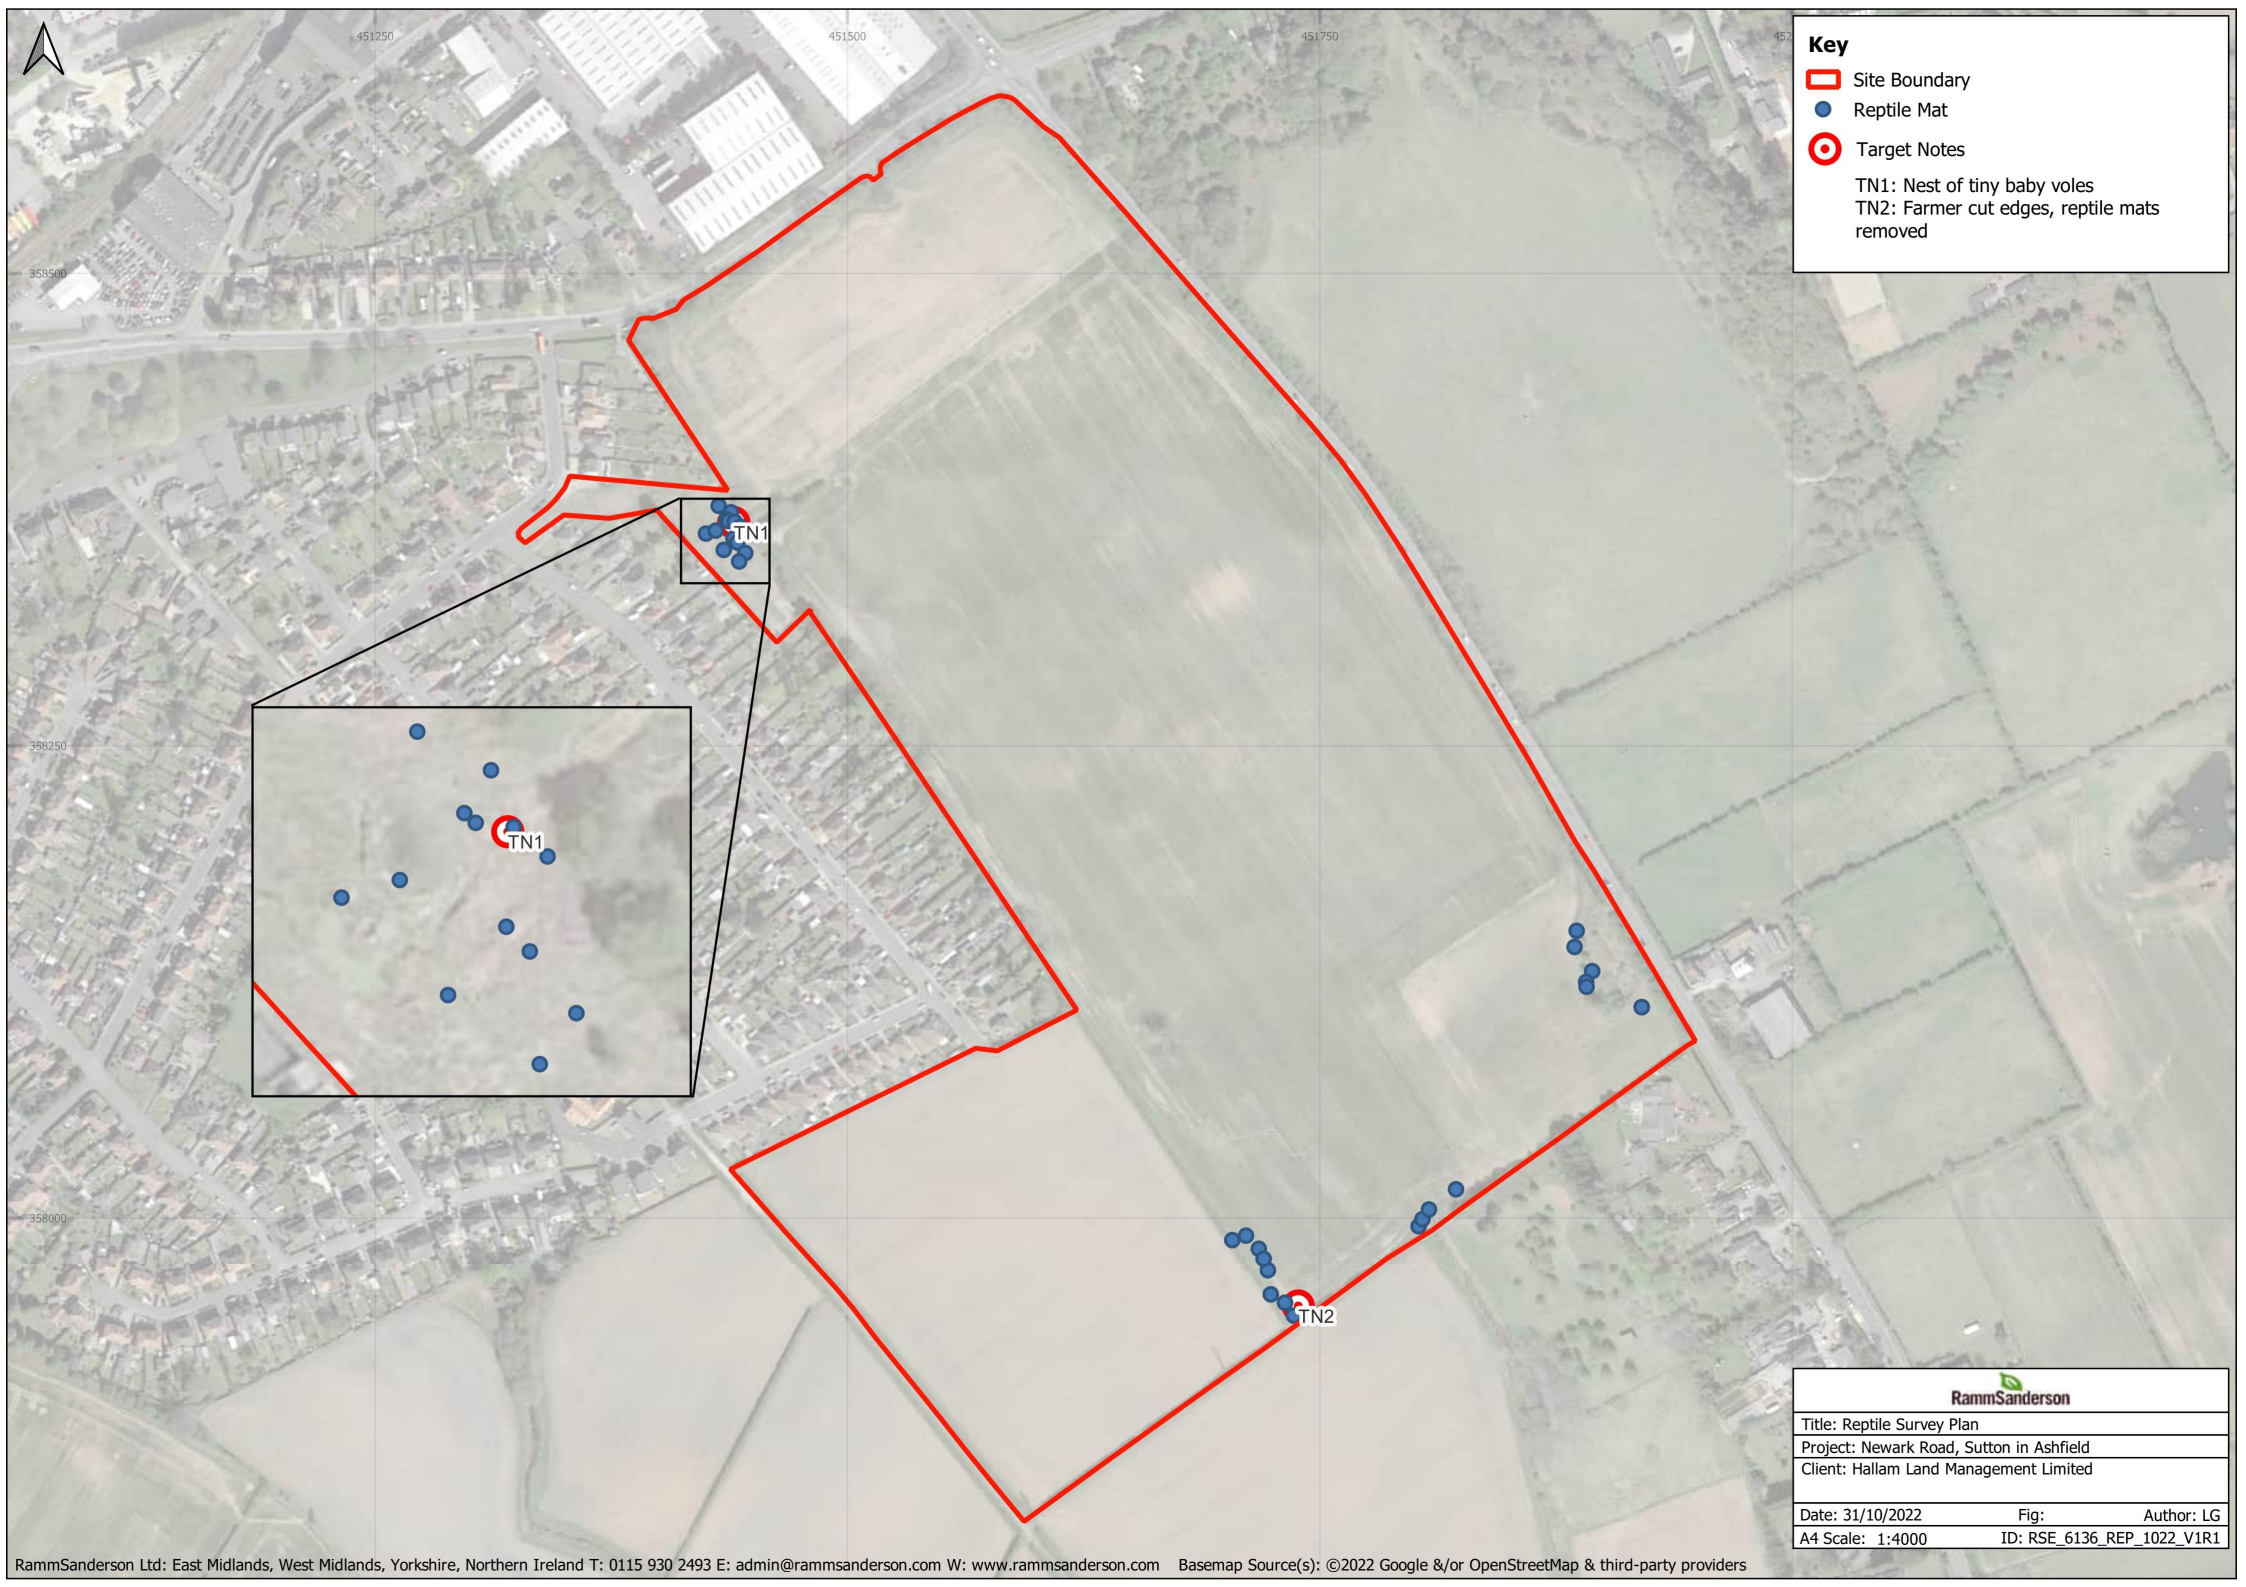 451250
451500
451750
452
Key
Site Boundary
Reptile Mat
Target Notes
TN1: Nest of tiny baby voles
TN2: Farmer cut edges, reptile mats
removed
358500
TN1
358250
TN1
358000
TN2
RammSanderson
Title: Reptile Survey Plan
Project: Newark Road, Sutton in Ashfield
Client: Hallam Land Management Limited
Date: 31/10/2022 Fig: Author: LG
A4 Scale: 1:4000 ID: RSE_6136_REP_1022_V1R1
RammSanderson Ltd: East Midlands, West Midlands, Yorkshire, Northern Ireland T: 0115 930 2493 E: admin@rammsanderson.com W: www.rammsanderson.com Basemap Source(s): ©2022 Google &/or OpenStreetMap & third-party providers